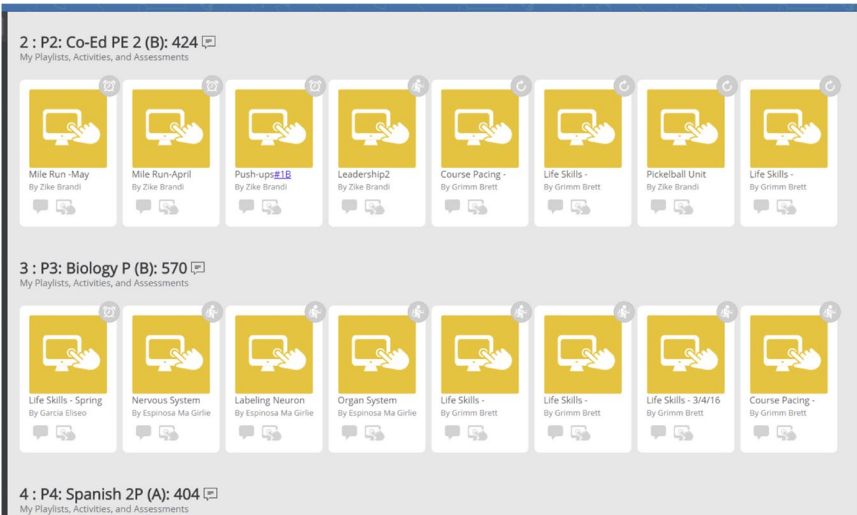 2 : P2: Co-Ed PE 2 (B): 424
My Playlists, Activities, and Assessments
Mile Run -May
By Zike Brandi
Mile Run-April
By Zike Brandi
Push-ups#1B
By Zike Brandi
Leadership2
By Zike Brandi
Course Pacing -
By Grimm Brett
Life Skills -
By Grimm Brett
Pickelball Unit
By Zike Brandi
Life Skills -
By Grimm Brett
3 : P3: Biology P (B): 570
My Playlists, Activities, and Assessments
Life Skills - Spring
By Garcia Eliseo
Nervous System
By Espinosa Ma Girlie
Labeling Neuron
By Espinosa Ma Girlie
Organ System
By Espinosa Ma Girlie
Life Skills -
By Grimm Brett
Life Skills -
By Grimm Brett
Life Skills - 3/4/16
By Grimm Brett
Course Pacing -
By Grimm Brett
4 : P4: Spanish 2P (A): 404
My Playlists, Activities, and Assessments